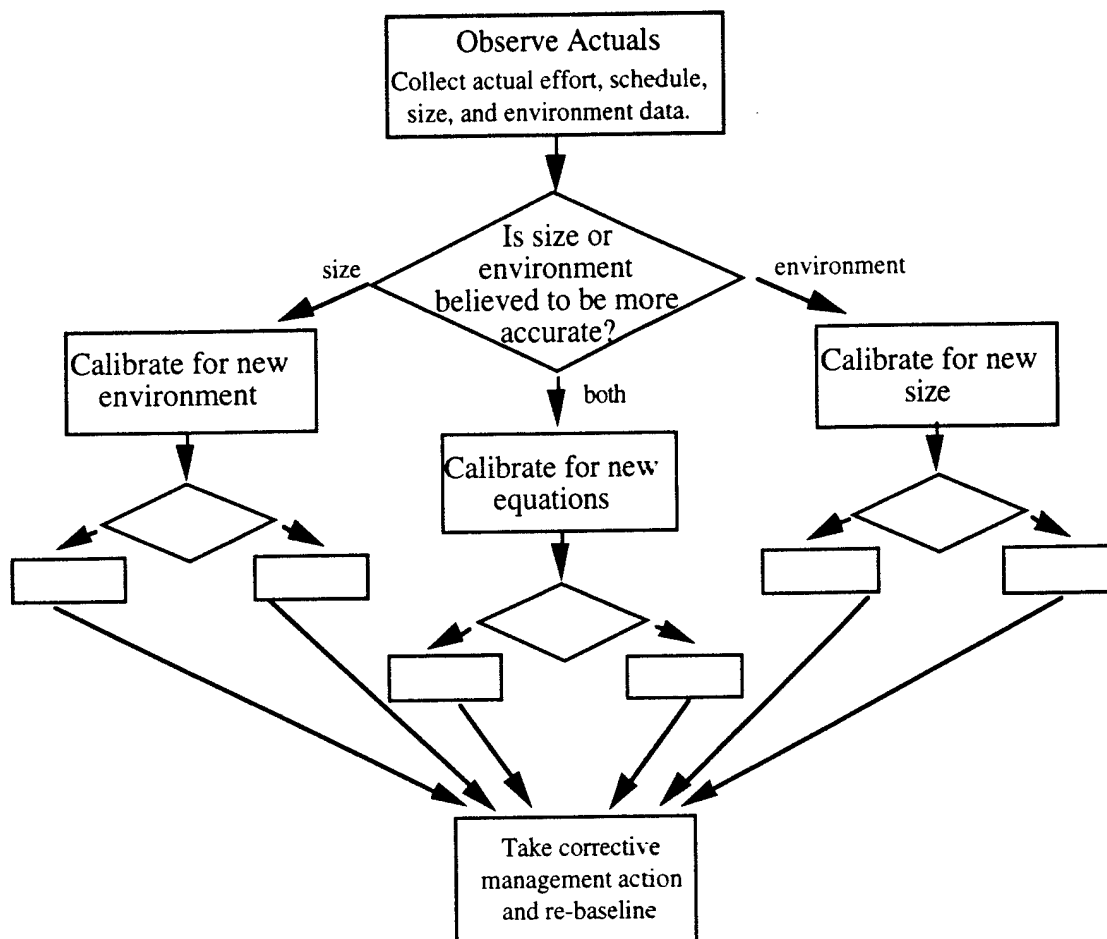 Observe Actuals
Collect actual effort, schedule,
size, and environment data.
Is size or
environment
believed to be more
accurate?
size
environment
both
Calibrate for new
environment
Calibrate for new
equations
Calibrate for new
size
Take corrective
management action
and re-baseline